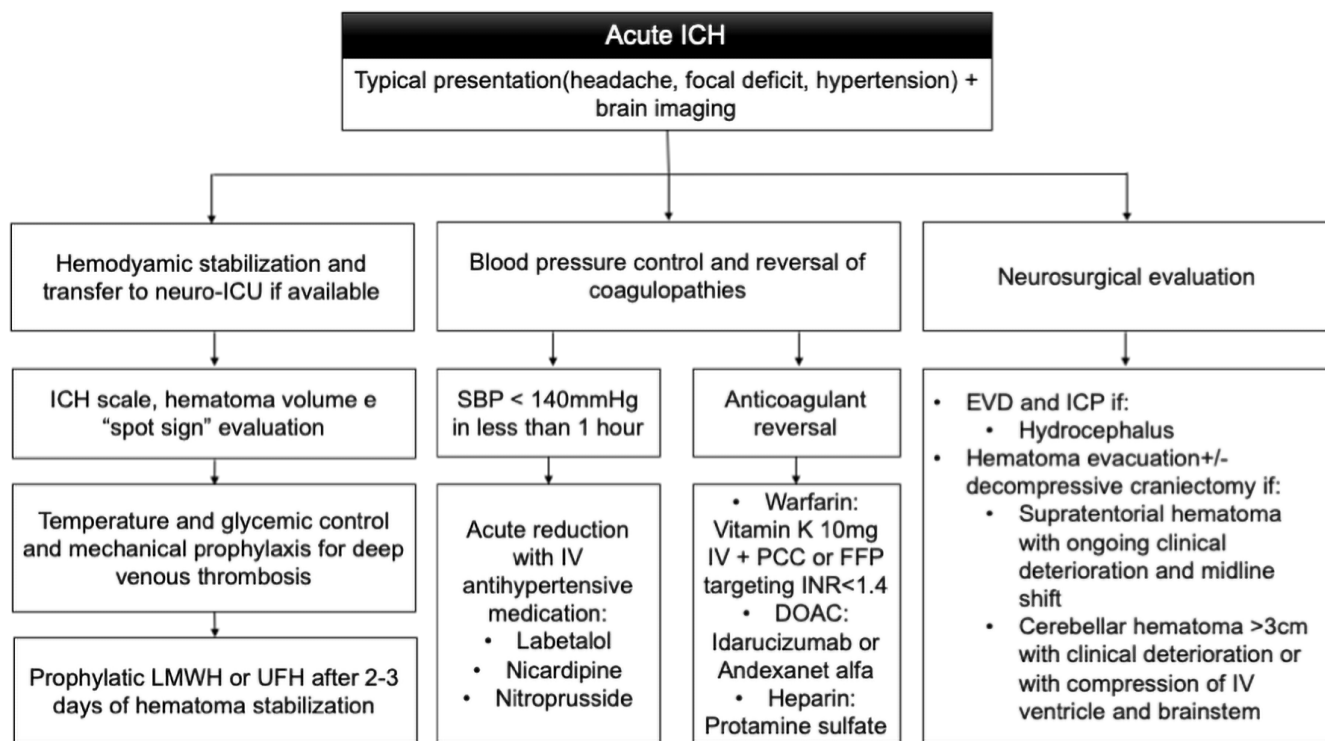 Acute ICH
Typical presentation(headache, focal deficit, hypertension) +
brain imaging
Hemodyamic stabilization and
transfer to neuro-ICU if available
Blood pressure control and reversal of
coagulopathies
Neurosurgical evaluation
ICH scale, hematoma volume e
“spot sign” evaluation
SBP < 140mmHg
in less than 1 hour
Anticoagulant
reversal
• EVD and ICP if:
• Hydrocephalus
• Hematoma evacuation+/-
decompressive craniectomy if:
• Supratentorial hematoma
with ongoing clinical
deterioration and midline
shift
• Cerebellar hematoma >3cm
with clinical deterioration or
with compression of IV
ventricle and brainstem
Temperature and glycemic control
and mechanical prophylaxis for deep
venous thrombosis
Acute reduction
with IV
antihypertensive
medication:
• Labetalol
• Nicardipine
• Nitroprusside
• Warfarin:
Vitamin K 10mg
IV + PCC or FFP
targeting INR<1.4
• DOAC:
Idarucizumab or
Andexanet alfa
• Heparin:
Protamine sulfate
Prophylatic LMWH or UFH after 2-3
days of hematoma stabilization